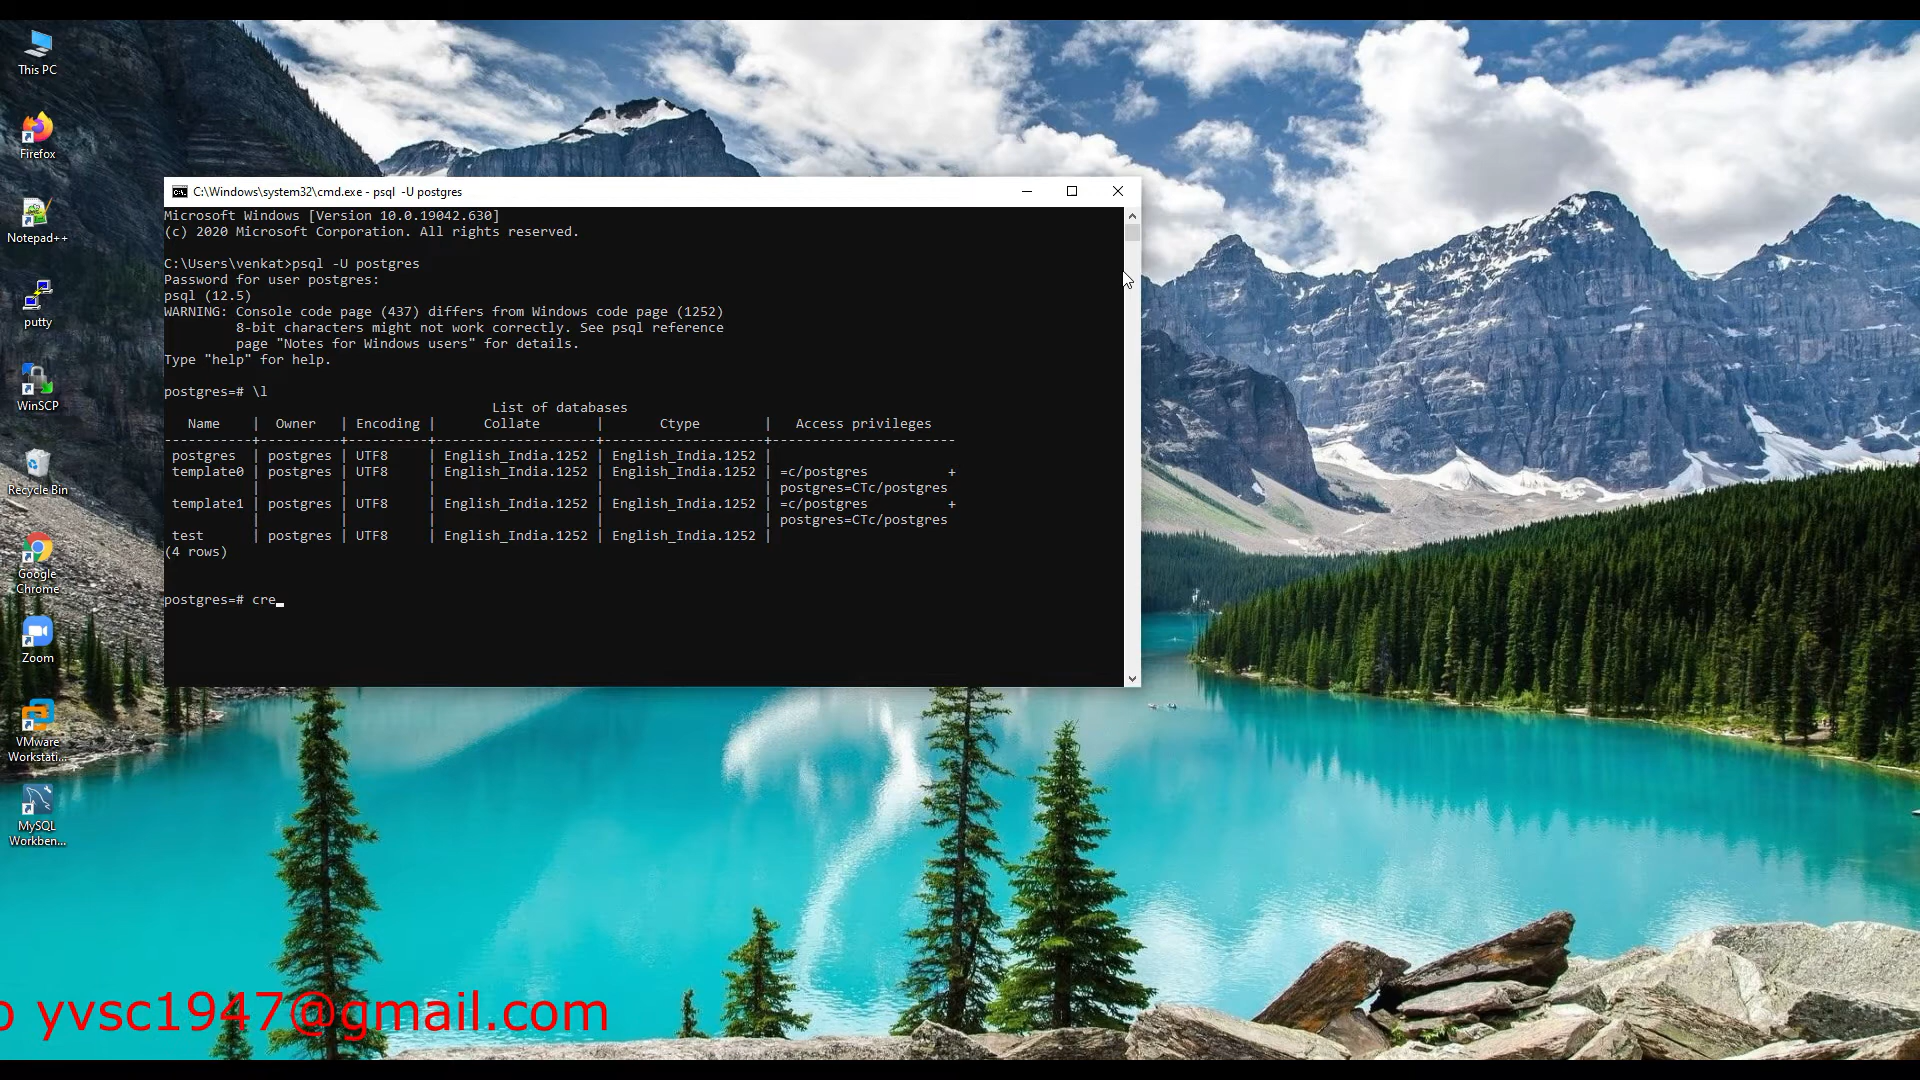 This PC
Firefox
Notepad++
putty
WinSCP
Recycle Bin
Google
Chrome
Zoom
VMware
Workstati...
MySQL
Workben...
C:\Windows\system32\cmd.exe - psql  -U postgres
Microsoft Windows [Version 10.0.19042.630]
(c) 2020 Microsoft Corporation. All rights reserved.
C:\Users\venkat>psql -U postgres
Password for user postgres:
psql (12.5)
WARNING: Console code page (437) differs from Windows code page (1252)
         8-bit characters might not work correctly. See psql reference
         page "Notes for Windows users" for details.
Type "help" for help.
postgres=# \l
                                         List of databases
   Name    |  Owner   | Encoding |      Collate       |       Ctype        |   Access privileges
-----------+----------+----------+--------------------+--------------------+-----------------------
 postgres  | postgres | UTF8     | English_India.1252 | English_India.1252 |
 template0 | postgres | UTF8     | English_India.1252 | English_India.1252 | =c/postgres          +
           |          |          |                    |                    | postgres=CTc/postgres
 template1 | postgres | UTF8     | English_India.1252 | English_India.1252 | =c/postgres          +
           |          |          |                    |                    | postgres=CTc/postgres
 test      | postgres | UTF8     | English_India.1252 | English_India.1252 |
(4 rows)
postgres=# cre
o yvsc1947@gmail.com